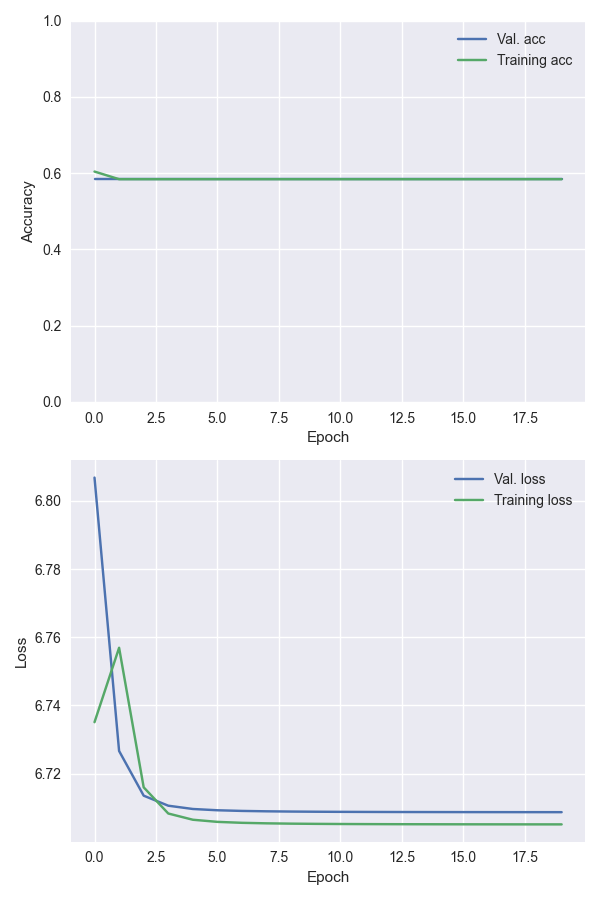 1.0
Val. acc
Training acc
0.8
0.6
Accuracy
0.4
0.2
0.0
0.0 2.5 5.0 7.5 10.0 12.5 15.0 17.5
Epoch
Val. loss
Training loss
6.80
6.78
6.76
Loss
6.74
6.72
0.0 2.5 5.0 7.5 10.0 12.5 15.0 17.5
Epoch